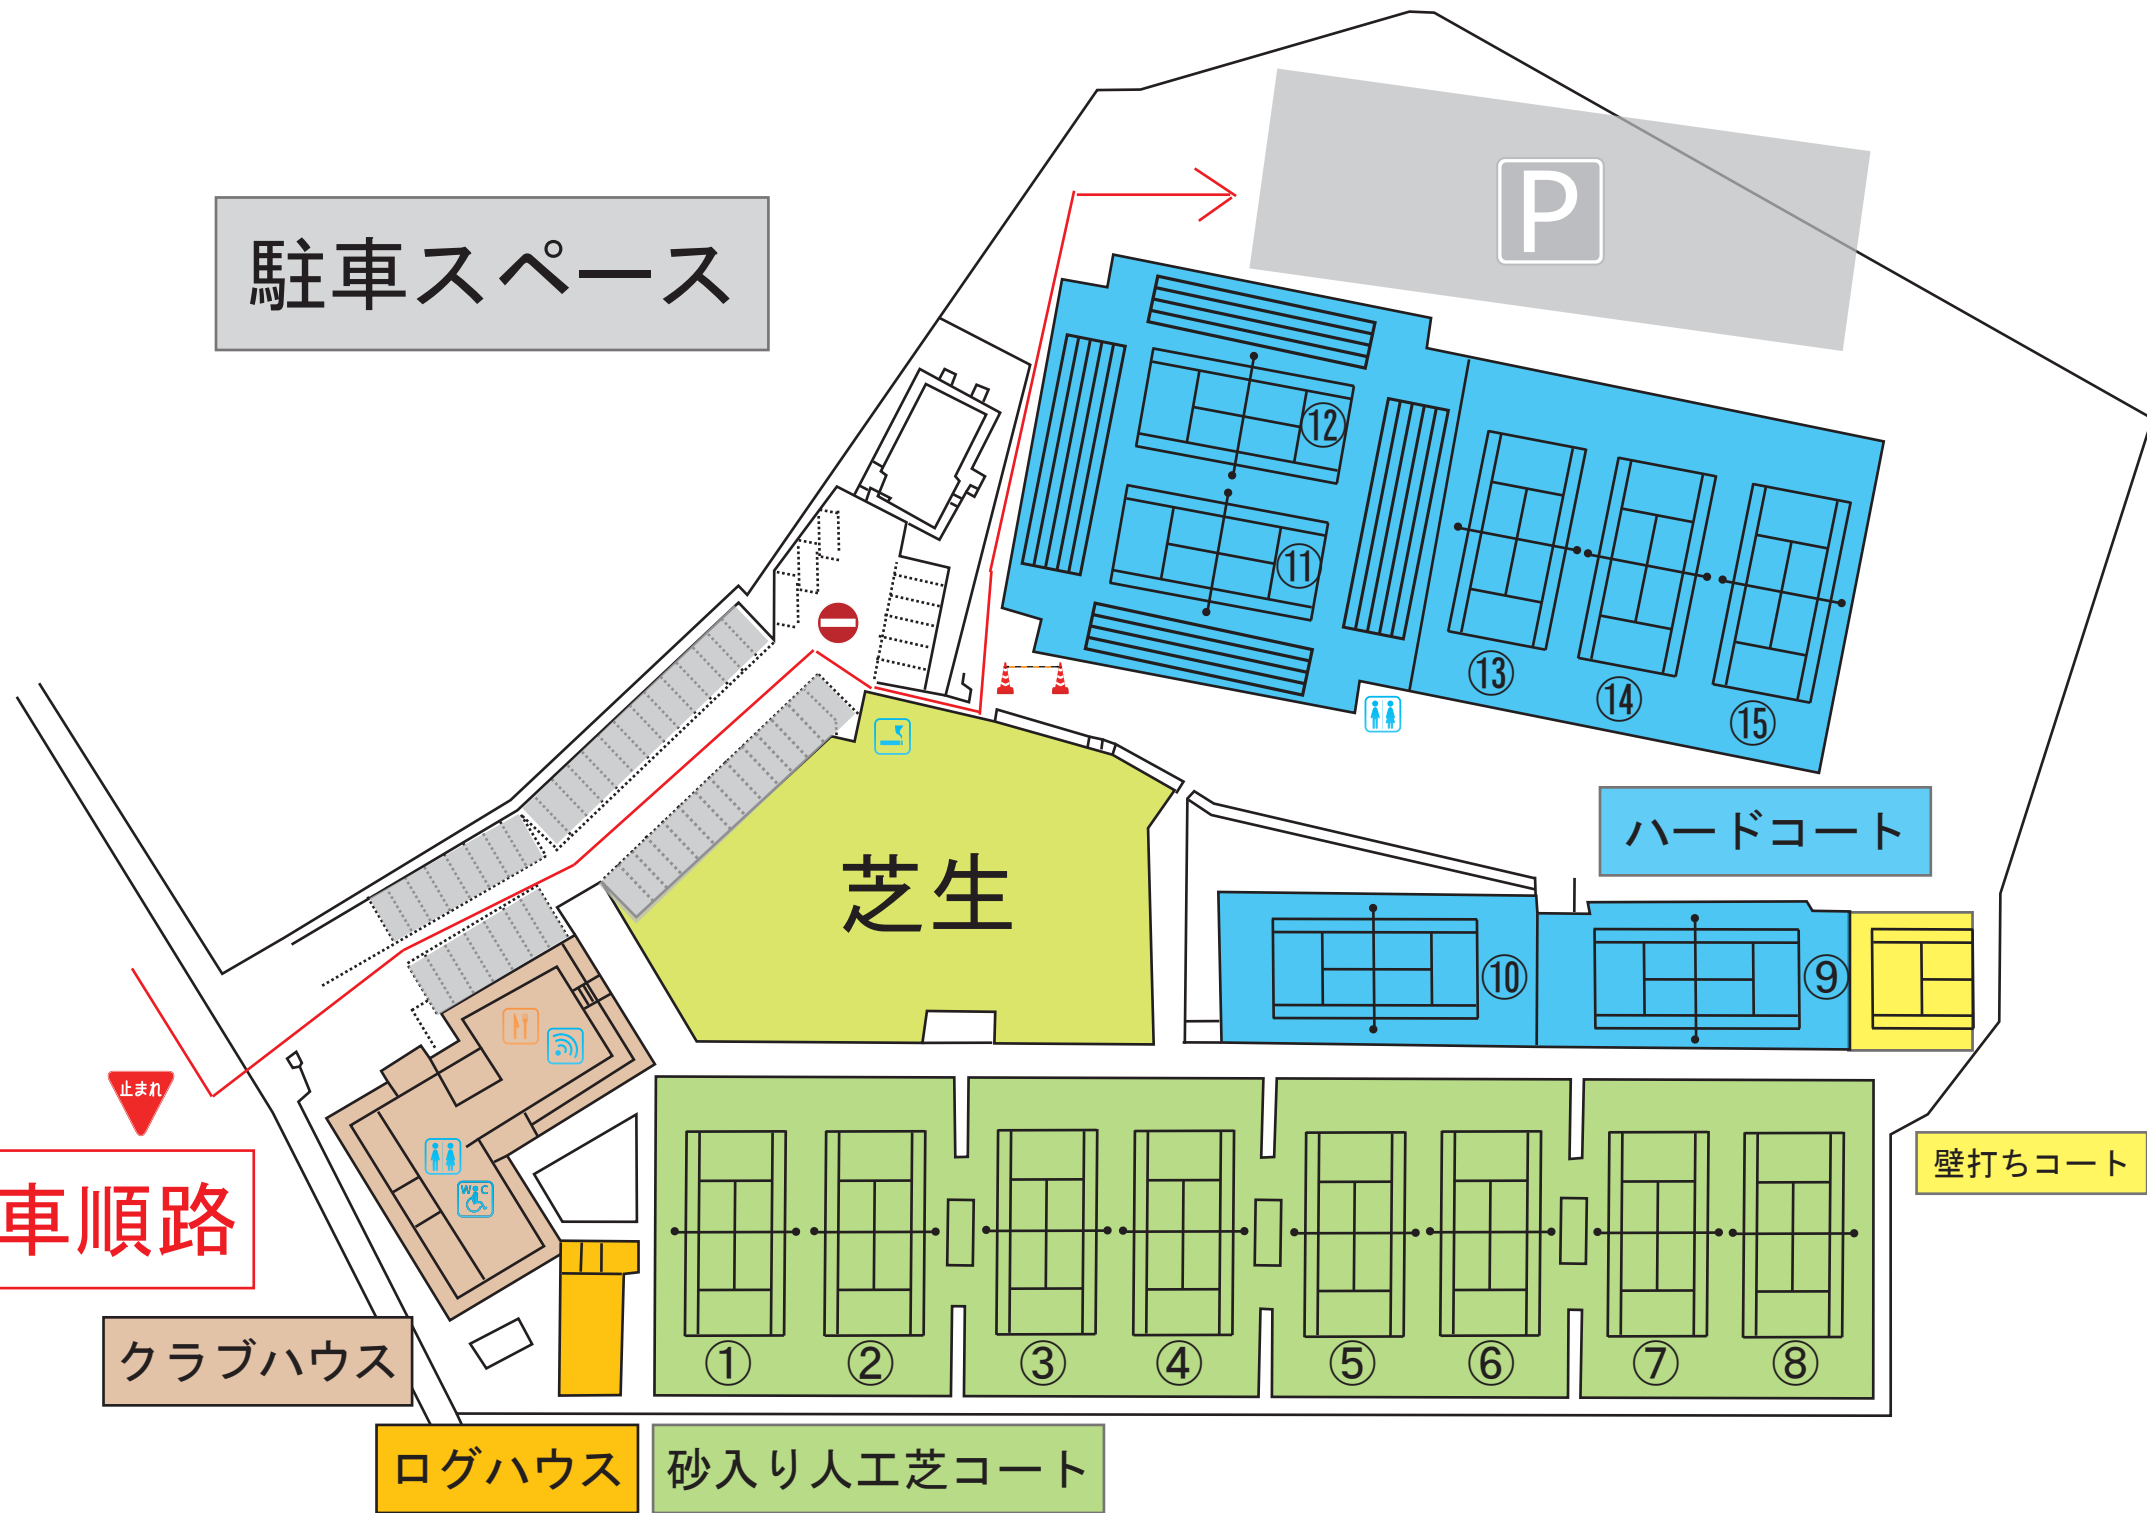 駐車スペース
P
⑫
⑪
⑬
⑭
⑮
ハードコート
芝生
⑩
⑨
止まれ
車順路
壁打ちコート
WC
クラブハウス
①
②
③
④
⑤
⑥
⑦
⑧
ログハウス
砂入り人工芝コート